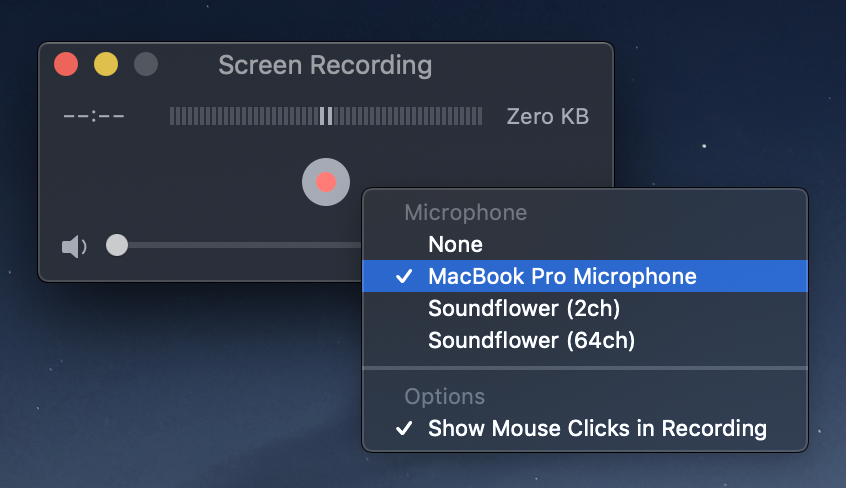 Screen Recording
--:-- Zero KB
Microphone
None
✓ MacBook Pro Microphone
Soundflower (2ch)
Soundflower (64ch)
Options
✓ Show Mouse Clicks in Recording